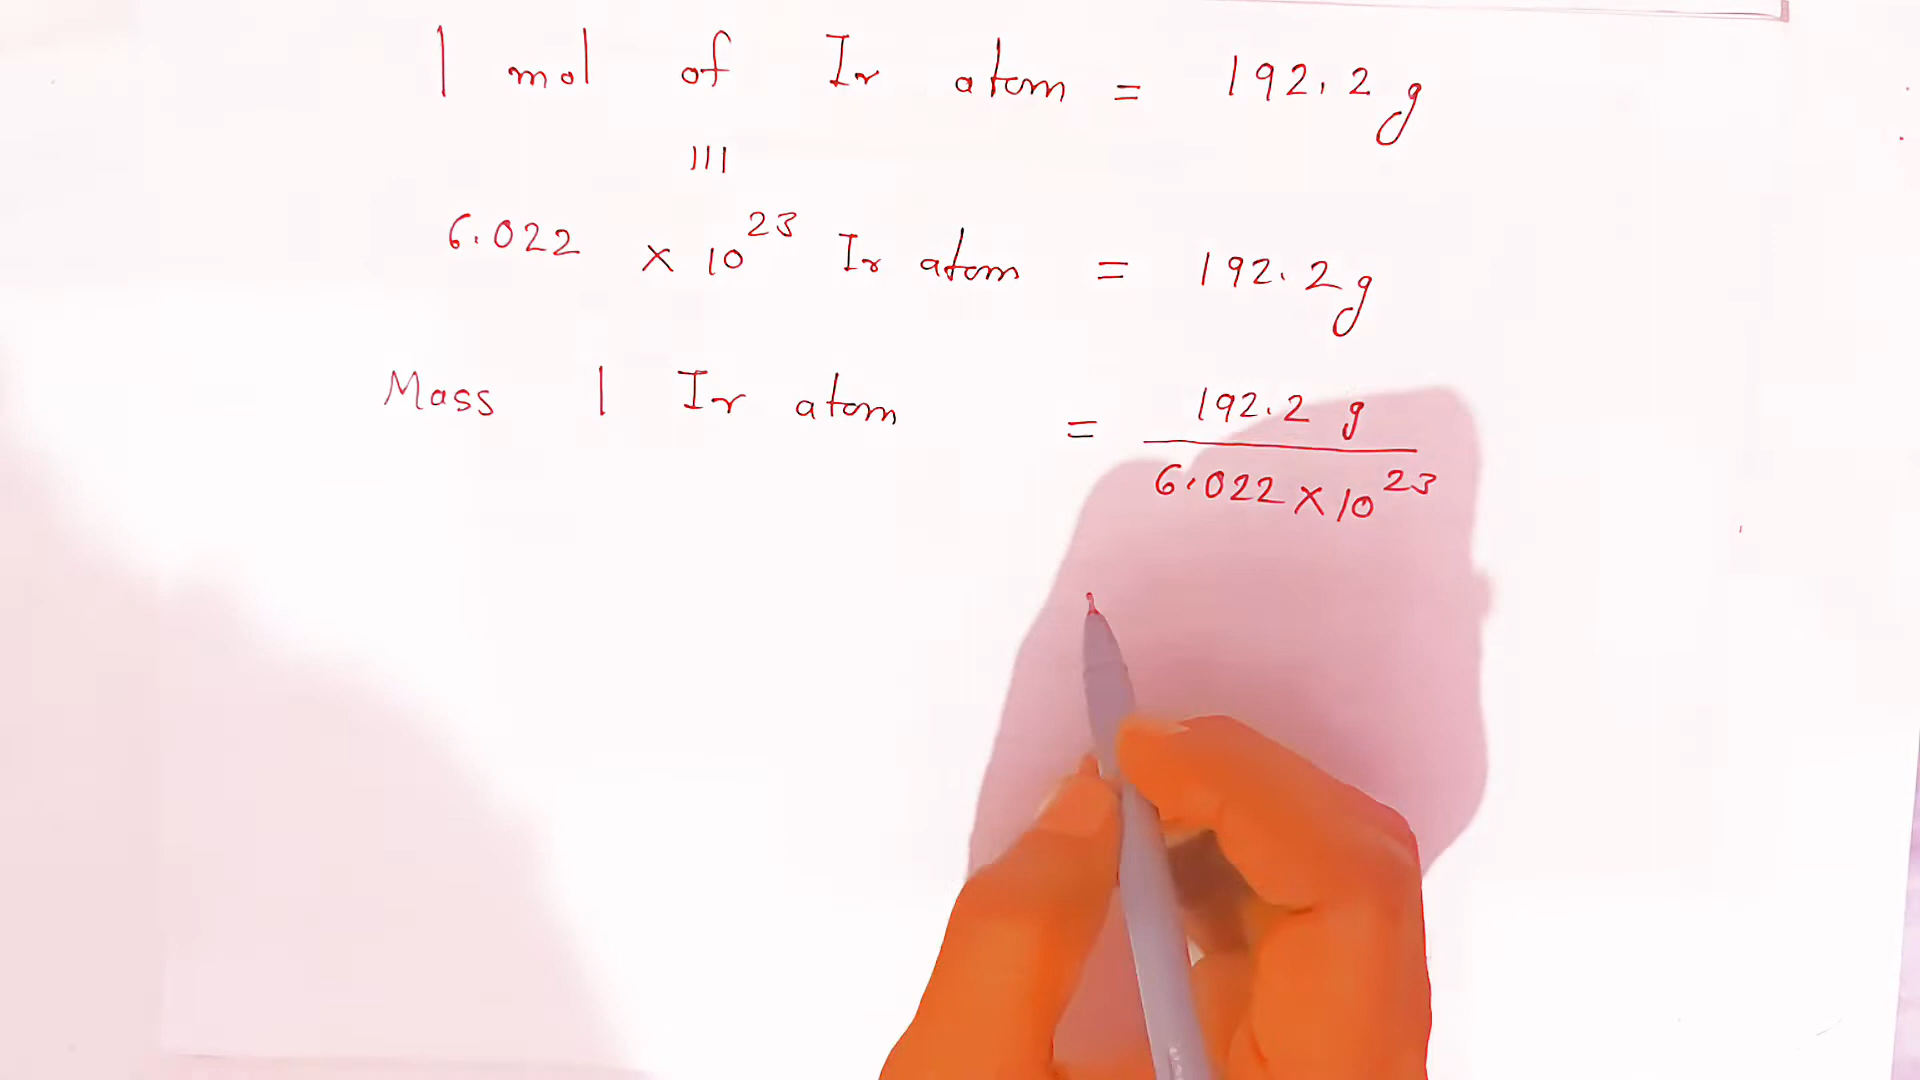 1 mol of Ir atom = 192.2 g
111
6.022 × 10^23 Ir atom = 192.2 g
Mass 1 Ir atom = 192.2 g / 6.022 × 10^23